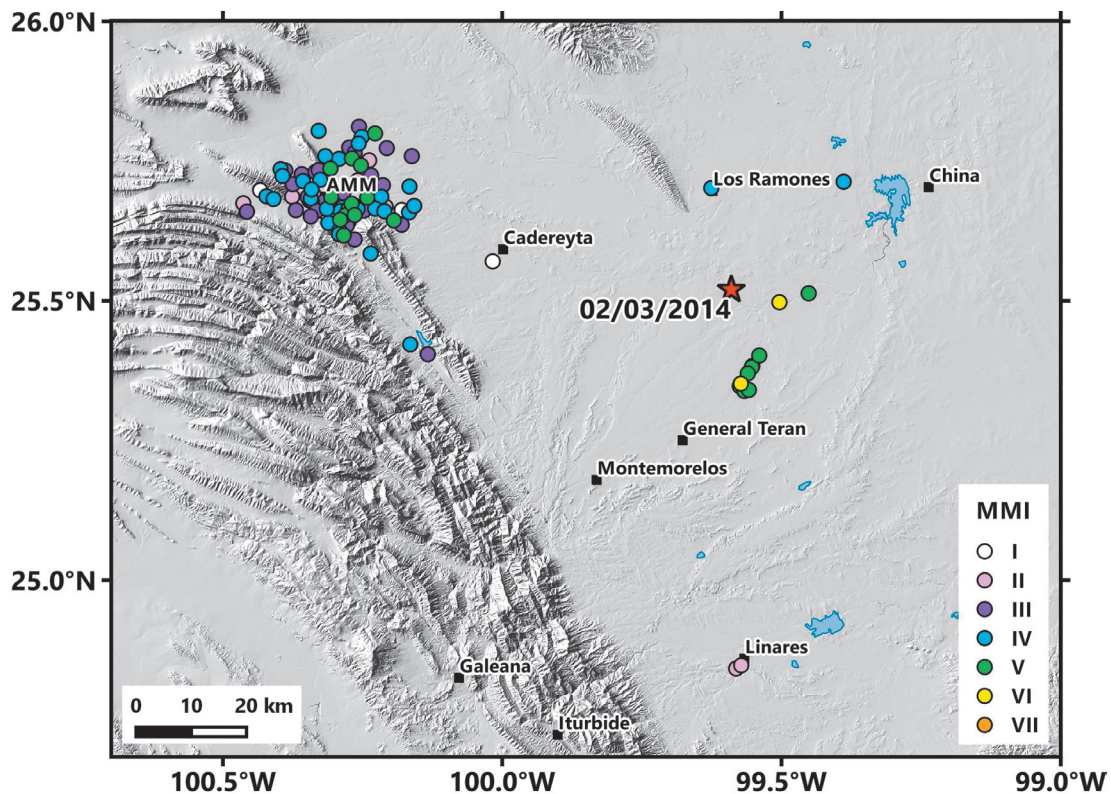 26.0°N
AMM
Los Ramones
China
Cadereyta
25.5°N
02/03/2014
General Teran
Montemorelos
MMI
I
II
III
IV
V
VI
VII
25.0°N
Linares
Galeana
Iturbide
0 10 20 km
100.5°W 100.0°W 99.5°W 99.0°W